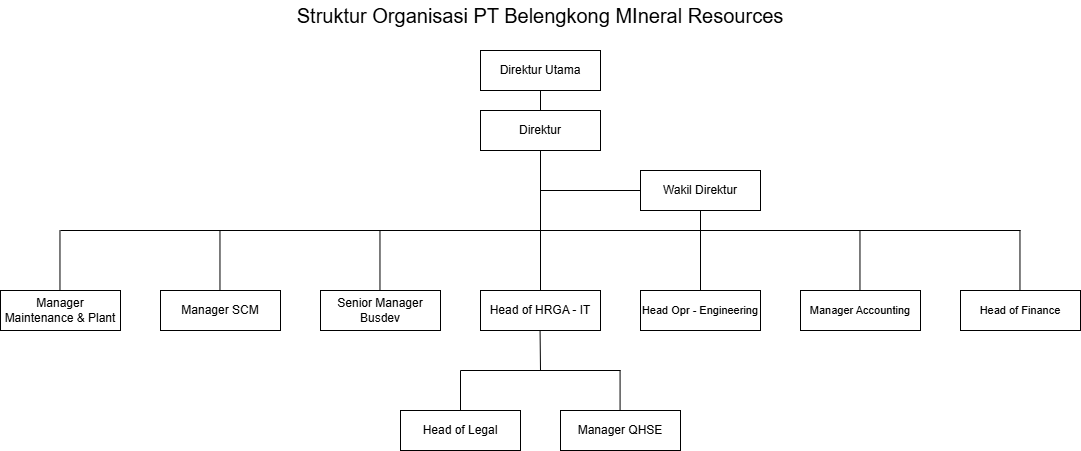 Struktur Organisasi PT Belengkong MIneral Resources
Direktur Utama
Direktur
Wakil Direktur
Manager
Maintenance & Plant
Manager SCM
Senior Manager
Busdev
Head of HRGA - IT
Head Opr - Engineering
Manager Accounting
Head of Finance
Head of Legal
Manager QHSE